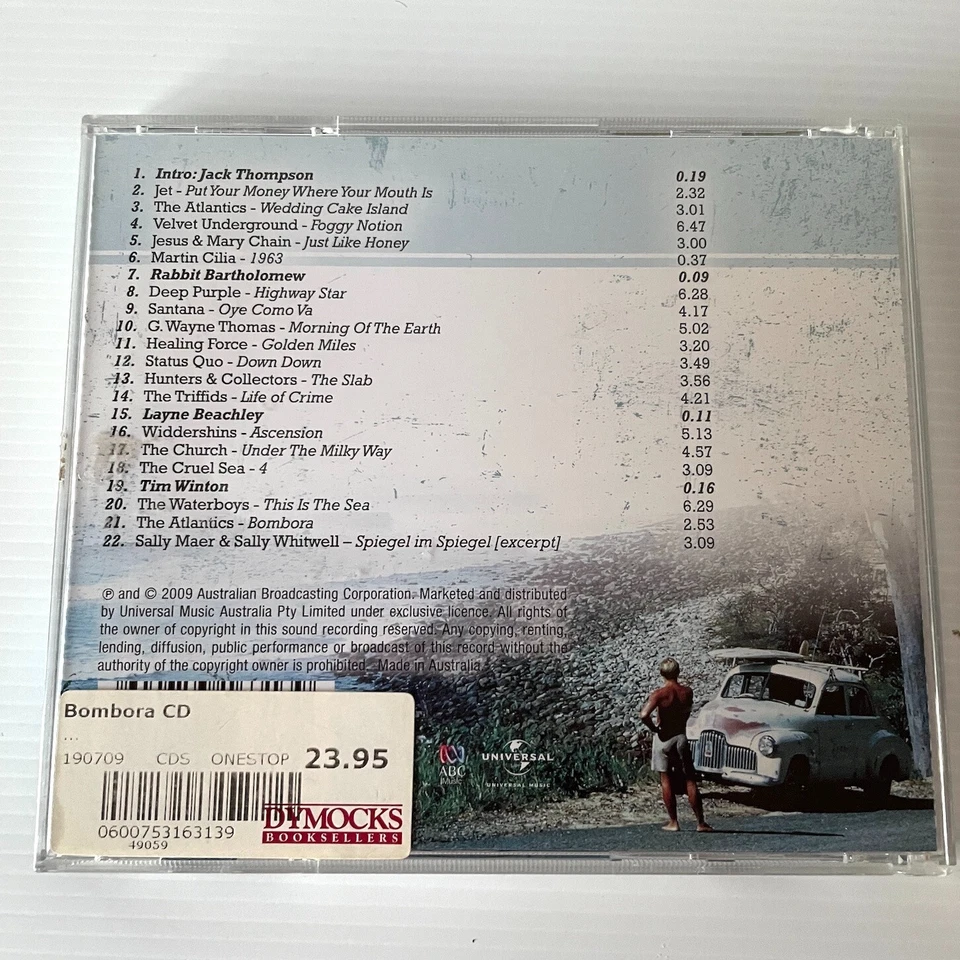 1. Intro: Jack Thompson 0.19
2. Jet - Put Your Money Where Your Mouth Is 2.32
3. The Atlantics - Wedding Cake Island 3.01
4. Velvet Underground - Foggy Notion 6.47
5. Jesus & Mary Chain - Just Like Honey 3.00
6. Martin Cilia - 1963 0.37
7. Rabbit Bartholomew 0.09
8. Deep Purple - Highway Star 6.28
9. Santana - Oye Como Va 4.17
10. G. Wayne Thomas - Morning Of The Earth 5.02
11. Healing Force - Golden Miles 3.20
12. Status Quo - Down Down 3.49
13. Hunters & Collectors - The Slab 3.56
14. The Triffids - Life of Crime 4.21
15. Layne Beachley 0.11
16. Widdershins - Ascension 5.13
17. The Church - Under The Milky Way 4.57
18. The Cruel Sea - 4 3.09
19. Tim Winton 0.16
20. The Waterboys - This Is The Sea 6.29
21. The Atlantics - Bombora 2.53
22. Sally Maer & Sally Whitwell – Spiegel im Spiegel [excerpt] 3.09
℗ and © 2009 Australian Broadcasting Corporation. Marketed and distributed
by Universal Music Australia Pty Limited under exclusive licence. All rights of
the owner of copyright in this sound recording reserved. Any copying, renting,
lending, diffusion, public performance or broadcast of this record without the
authority of the copyright owner is prohibited. Made in Australia
Bombora CD
...
190709 CDS ONESTOP 23.95
DYMOCKS
BOOKSELLERS
0600753163139
49059
ABC
Music
UNIVERSAL
UNIVERSAL MUSIC